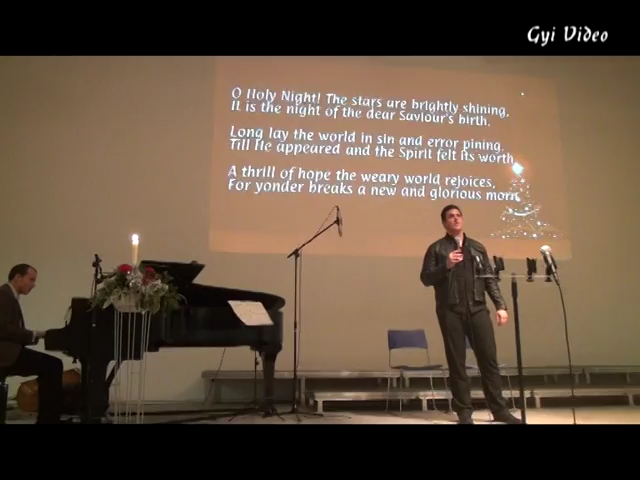 Gyi Video
O Holy Night! The stars are brightly shining,
It is the night of the dear Saviour's birth.
Long lay the world in sin and error pining,
Till He appeared and the Spirit felt its worth
A thrill of hope the weary world rejoices,
For yonder breaks a new and glorious morn